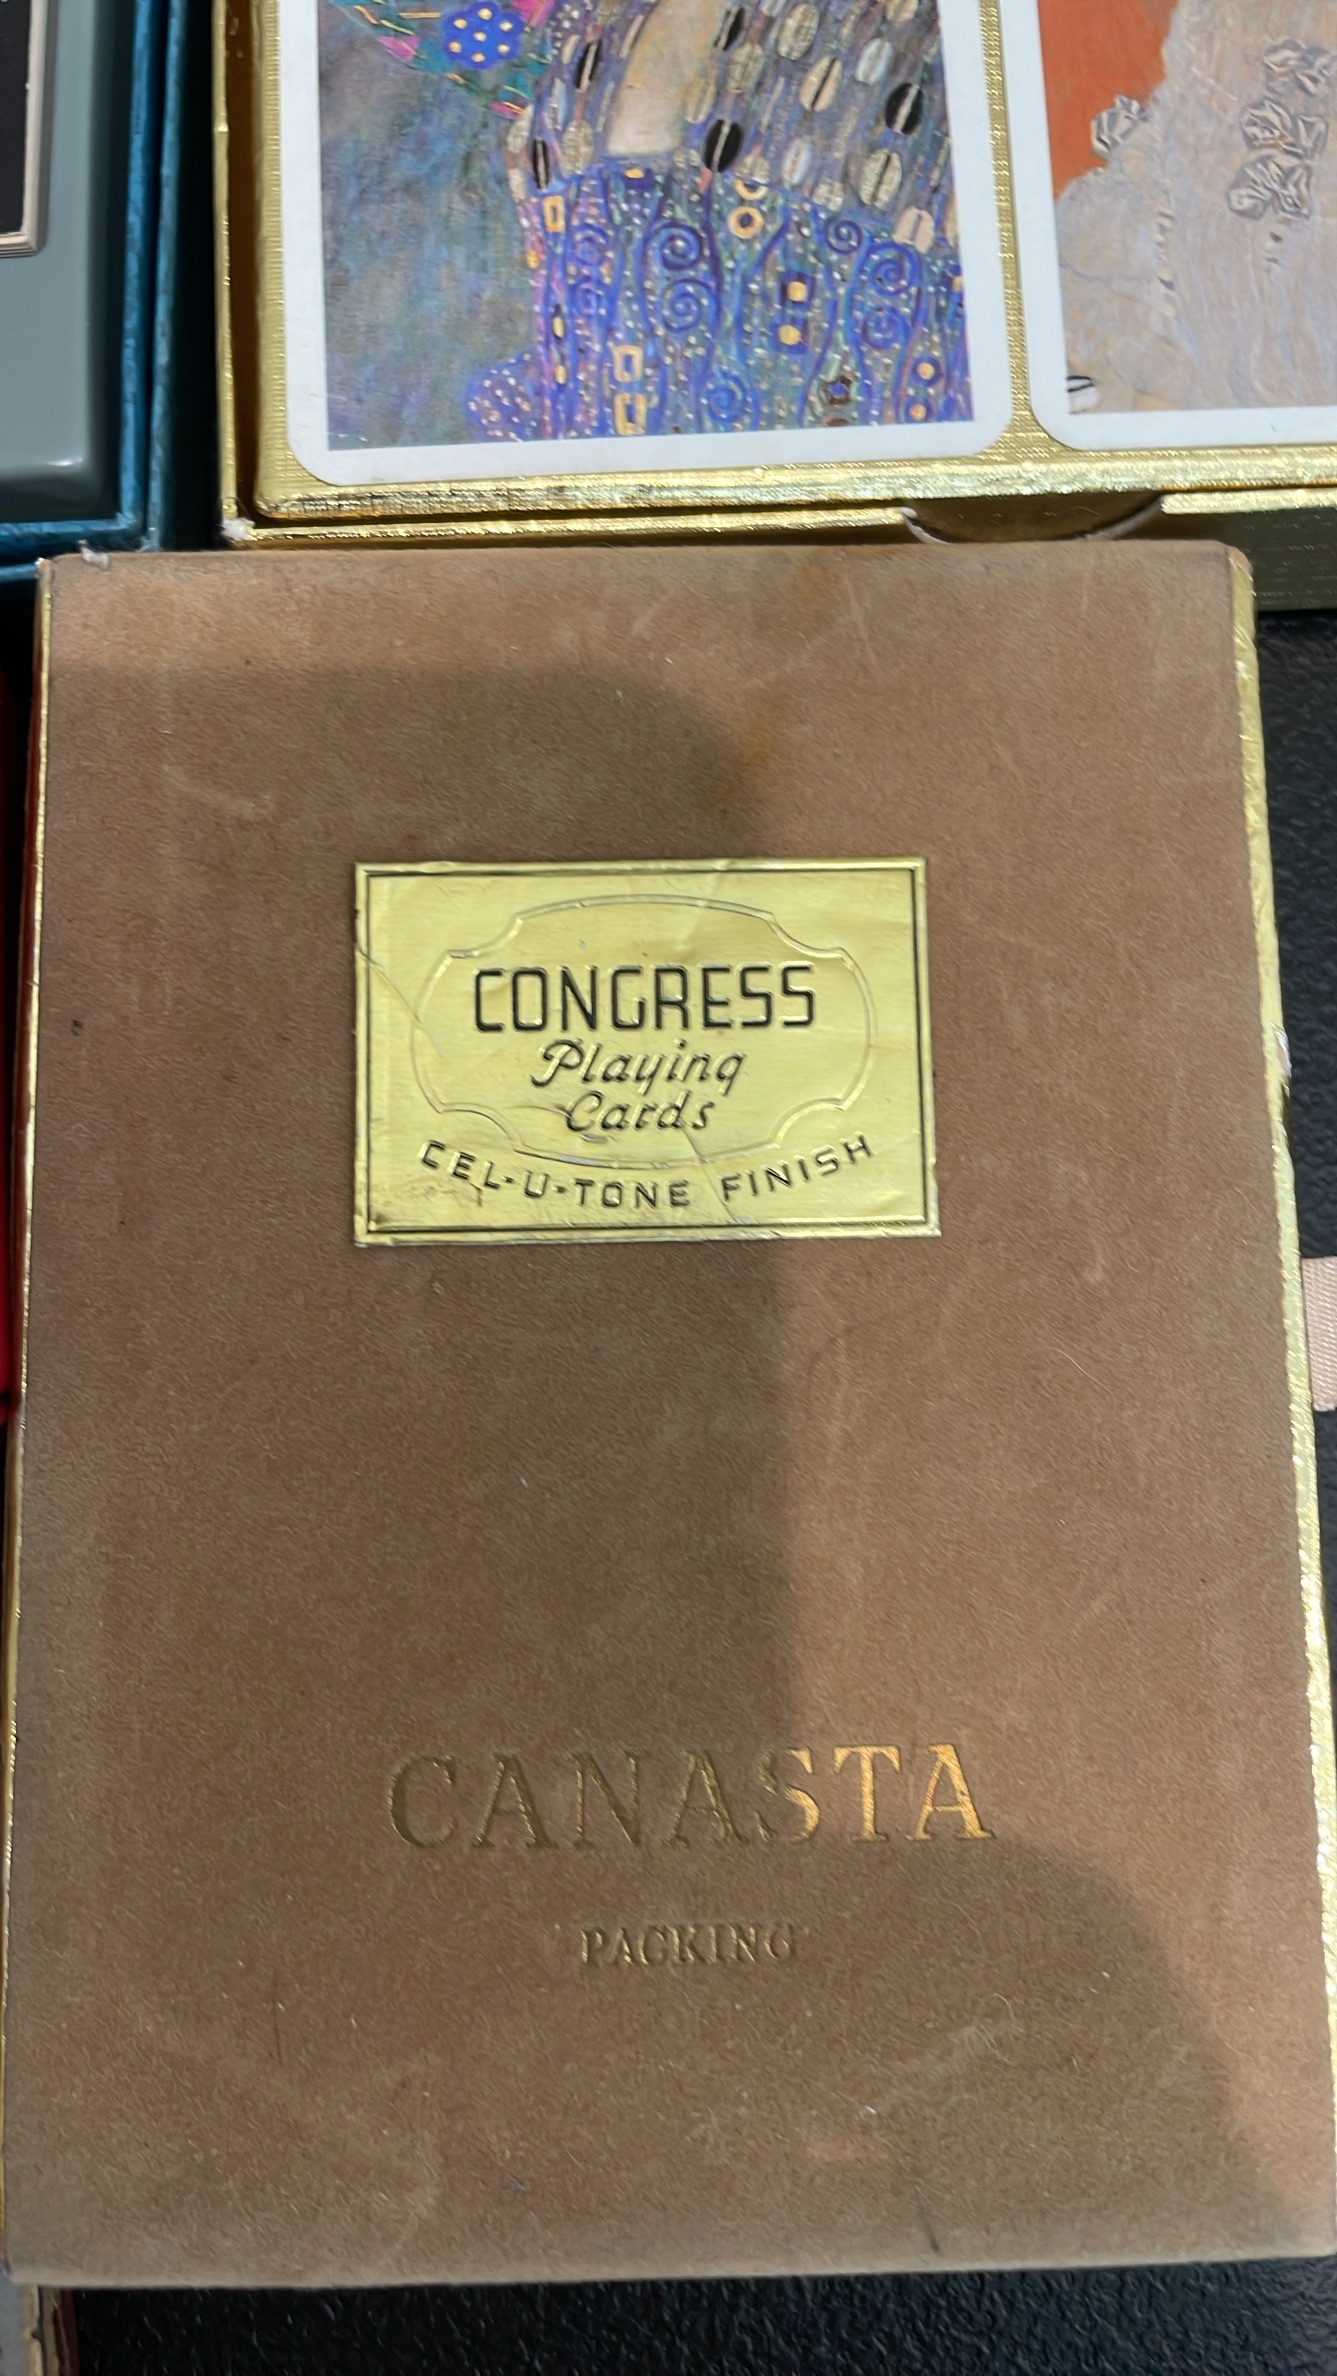 CONGRESS
Playing
Cards
CEL-U-TONE FINISH
CANASTA
PACKING